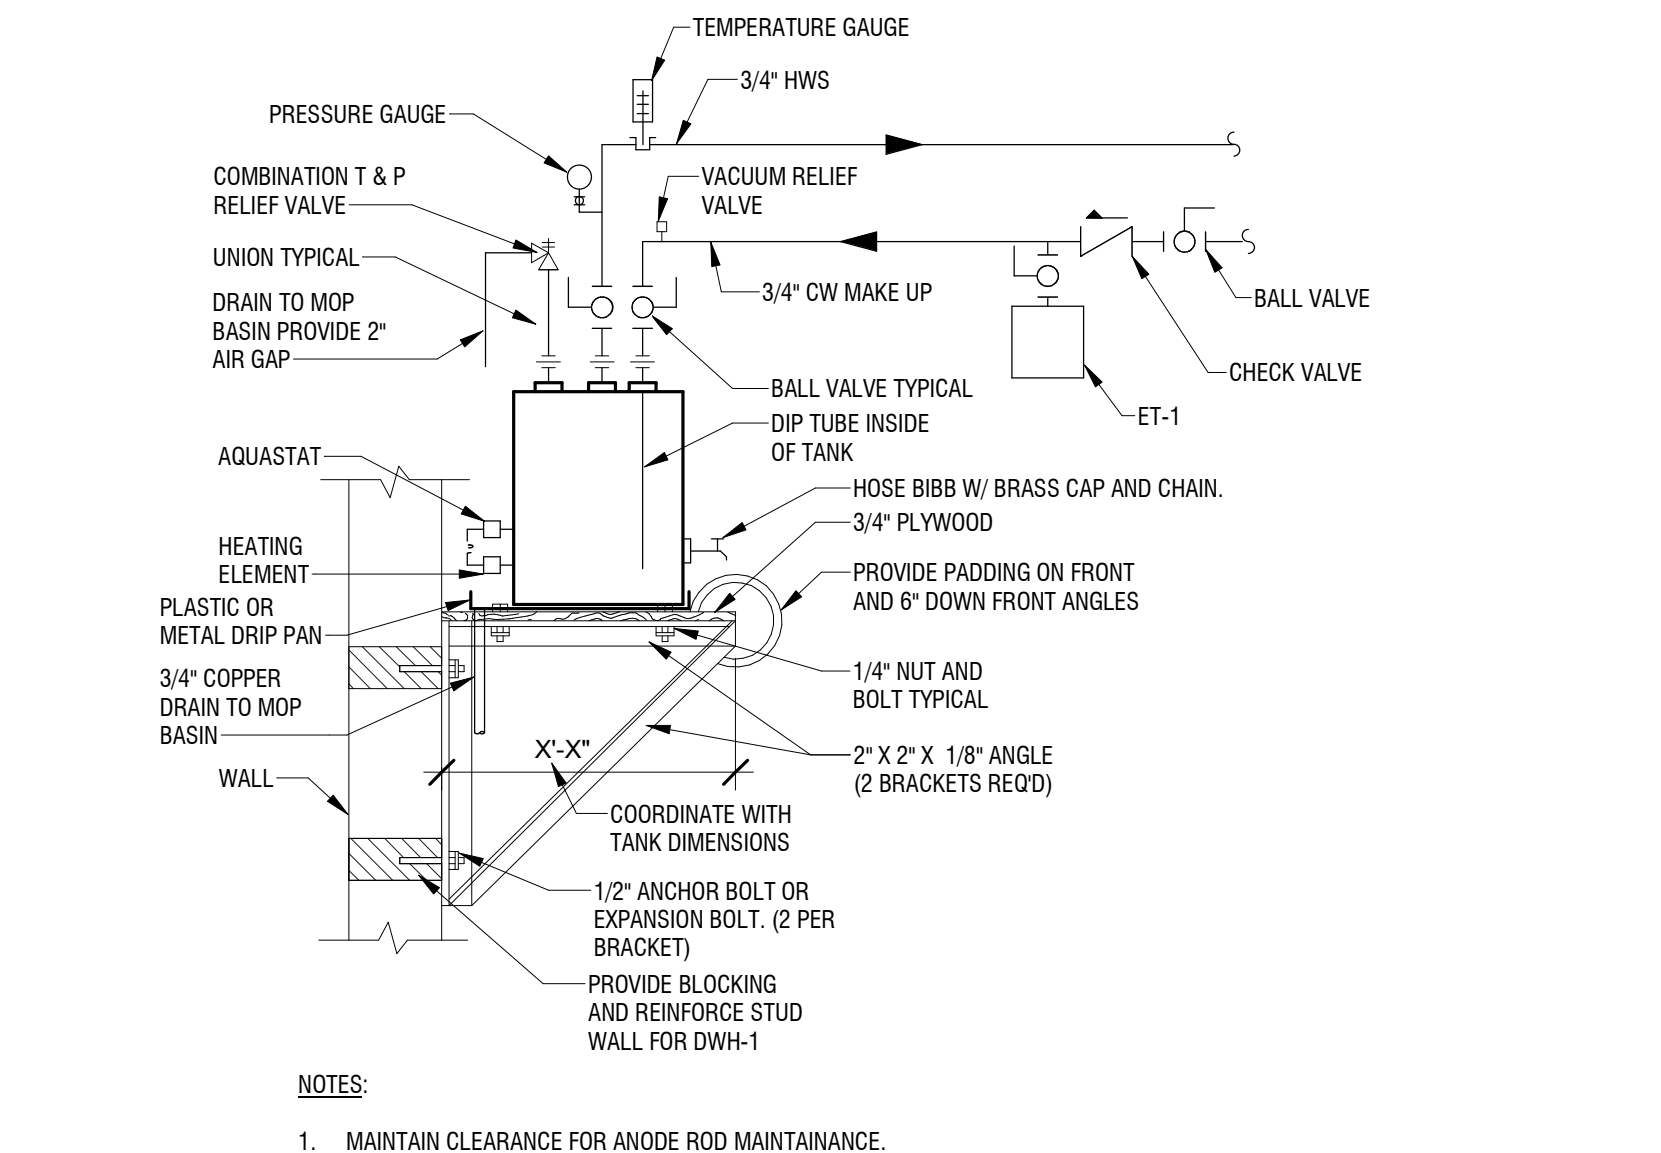 TEMPERATURE GAUGE
3/4" HWS
PRESSURE GAUGE
COMBINATION T & P
RELIEF VALVE
VACUUM RELIEF
VALVE
UNION TYPICAL
DRAIN TO MOP
BASIN PROVIDE 2"
AIR GAP
3/4" CW MAKE UP
BALL VALVE
CHECK VALVE
ET-1
BALL VALVE TYPICAL
DIP TUBE INSIDE
OF TANK
AQUASTAT
HOSE BIBB W/ BRASS CAP AND CHAIN.
3/4" PLYWOOD
HEATING
ELEMENT
PROVIDE PADDING ON FRONT
AND 6" DOWN FRONT ANGLES
PLASTIC OR
METAL DRIP PAN
3/4" COPPER
DRAIN TO MOP
BASIN
1/4" NUT AND
BOLT TYPICAL
X'-X"
2" X 2" X 1/8" ANGLE
(2 BRACKETS REQ'D)
WALL
COORDINATE WITH
TANK DIMENSIONS
1/2" ANCHOR BOLT OR
EXPANSION BOLT. (2 PER
BRACKET)
PROVIDE BLOCKING
AND REINFORCE STUD
WALL FOR DWH-1
NOTES:
1. MAINTAIN CLEARANCE FOR ANODE ROD MAINTAINANCE.